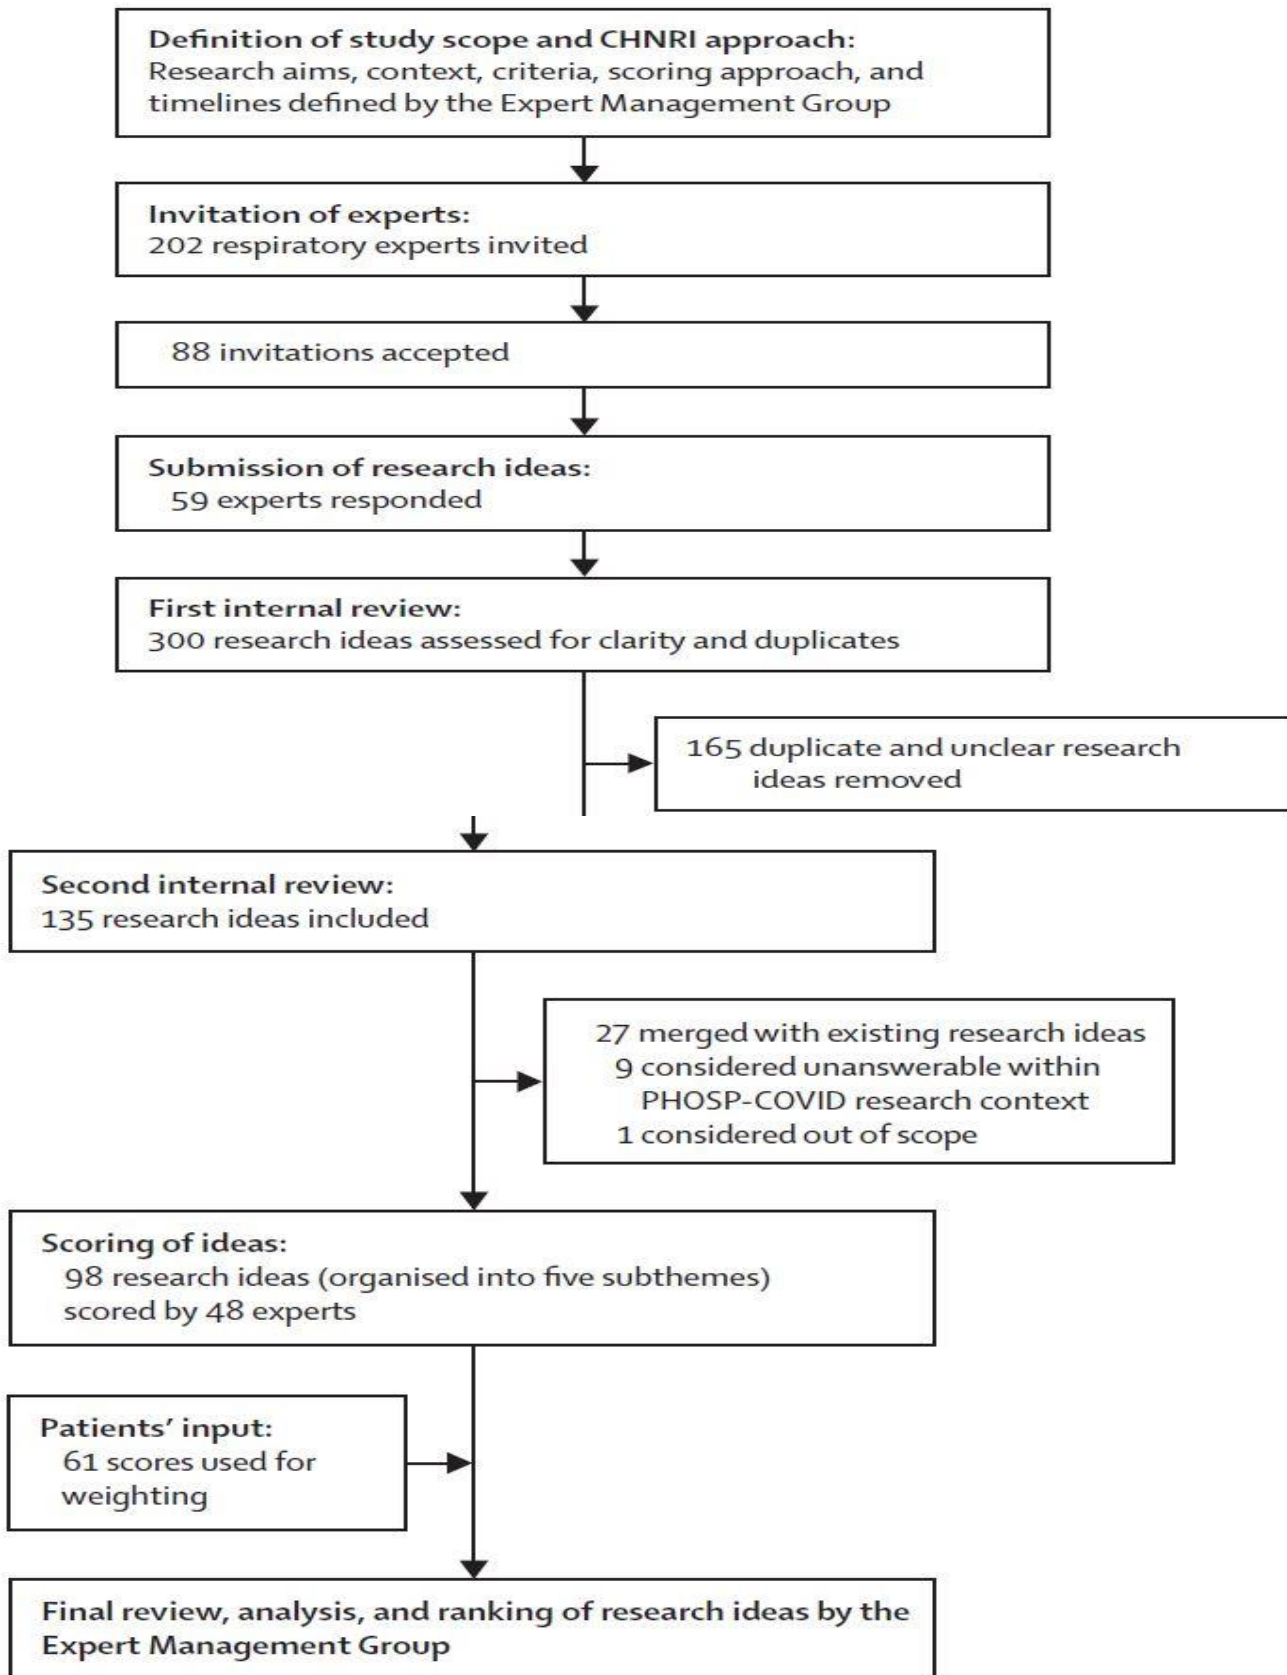 Definition of study scope and CHNRI approach:
Research aims, context, criteria, scoring approach, and
timelines defined by the Expert Management Group
Invitation of experts:
202 respiratory experts invited
88 invitations accepted
Submission of research ideas:
59 experts responded
First internal review:
300 research ideas assessed for clarity and duplicates
165 duplicate and unclear research
ideas removed
Second internal review:
135 research ideas included
27 merged with existing research ideas
9 considered unanswerable within
PHOSP-COVID research context
1 considered out of scope
Scoring of ideas:
98 research ideas (organised into five subthemes)
scored by 48 experts
Patients’ input:
61 scores used for
weighting
Final review, analysis, and ranking of research ideas by the
Expert Management Group